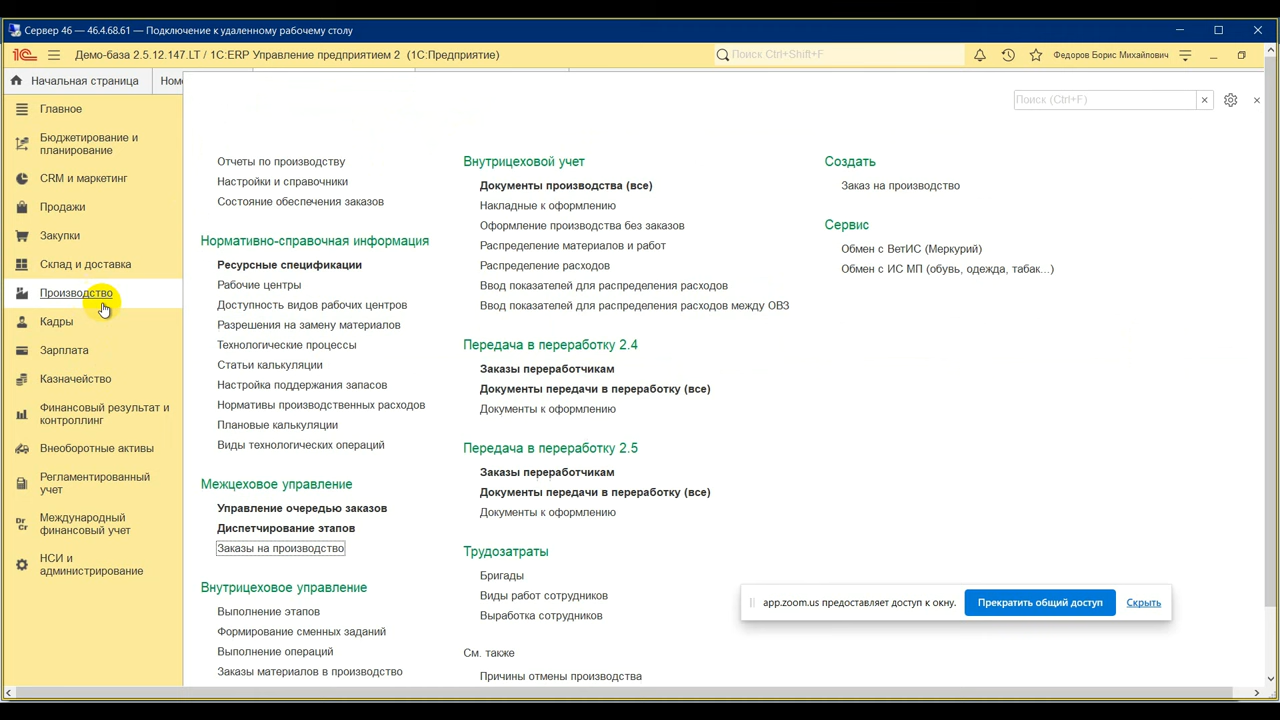 Сервер 46 — 46.4.68.61 — Подключение к удаленному рабочему столу
Демо-база 2.5.12.147.LT / 1С:ERP Управление предприятием 2 (1С:Предприятие)
Поиск Ctrl+Shift+F
Федоров Борис Михайлович
Начальная страница
Ном
Поиск (Ctrl+F)
Главное
Бюджетирование и
планирование
CRM и маркетинг
Продажи
Закупки
Склад и доставка
Производство
Кадры
Зарплата
Казначейство
Финансовый результат и
контроллинг
Внеоборотные активы
Регламентированный
учет
Международный
финансовый учет
НСИ и
администрирование
Отчеты по производству
Настройки и справочники
Состояние обеспечения заказов
Нормативно-справочная информация
Ресурсные спецификации
Рабочие центры
Доступность видов рабочих центров
Разрешения на замену материалов
Технологические процессы
Статьи калькуляции
Настройка поддержания запасов
Нормативы производственных расходов
Плановые калькуляции
Виды технологических операций
Межцеховое управление
Управление очередью заказов
Диспетчирование этапов
Заказы на производство
Внутрицеховое управление
Выполнение этапов
Формирование сменных заданий
Выполнение операций
Заказы материалов в производство
Внутрицеховой учет
Документы производства (все)
Накладные к оформлению
Оформление производства без заказов
Распределение материалов и работ
Распределение расходов
Ввод показателей для распределения расходов
Ввод показателей для распределения расходов между ОВЗ
Передача в переработку 2.4
Заказы переработчикам
Документы передачи в переработку (все)
Документы к оформлению
Передача в переработку 2.5
Заказы переработчикам
Документы передачи в переработку (все)
Документы к оформлению
Трудозатраты
Бригады
Виды работ сотрудников
Выработка сотрудников
См. также
Причины отмены производства
Создать
Заказ на производство
Сервис
Обмен с ВетИС (Меркурий)
Обмен с ИС МП (обувь, одежда, табак...)
app.zoom.us предоставляет доступ к окну.
Прекратить общий доступ
Скрыть